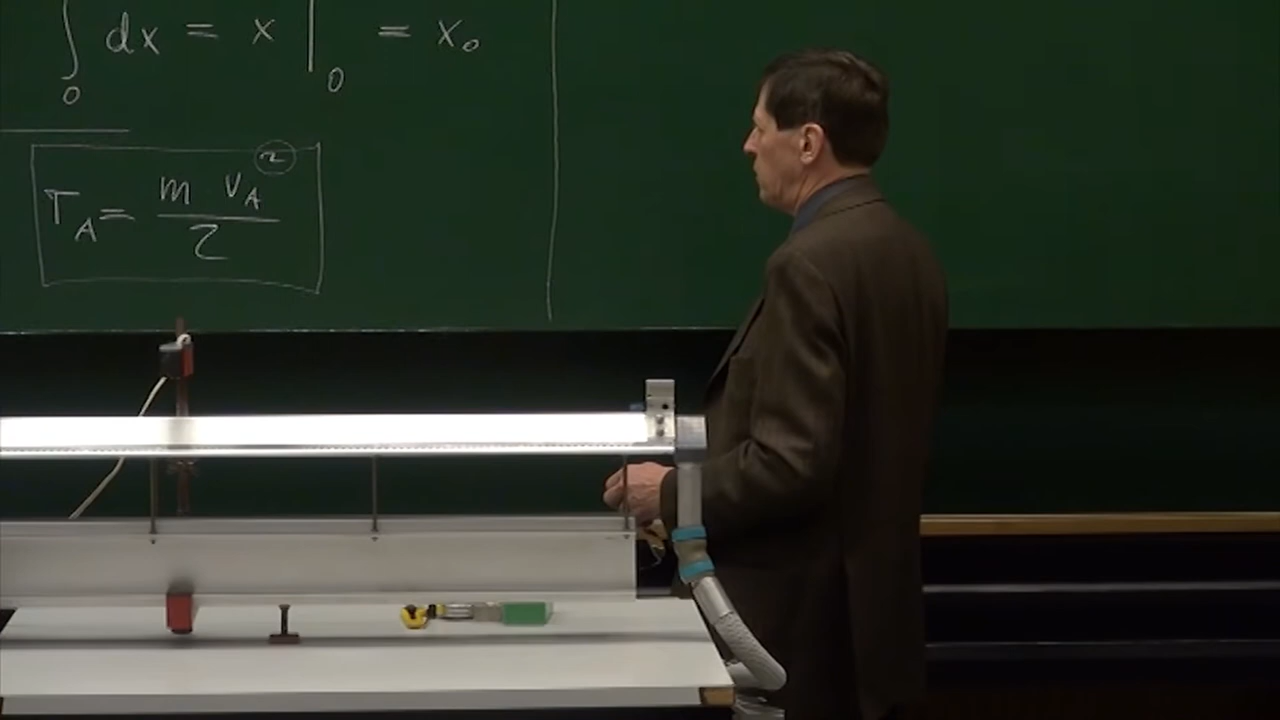 ∫₀ dx = x |₀ = x₀
T_A = m v_A² / 2